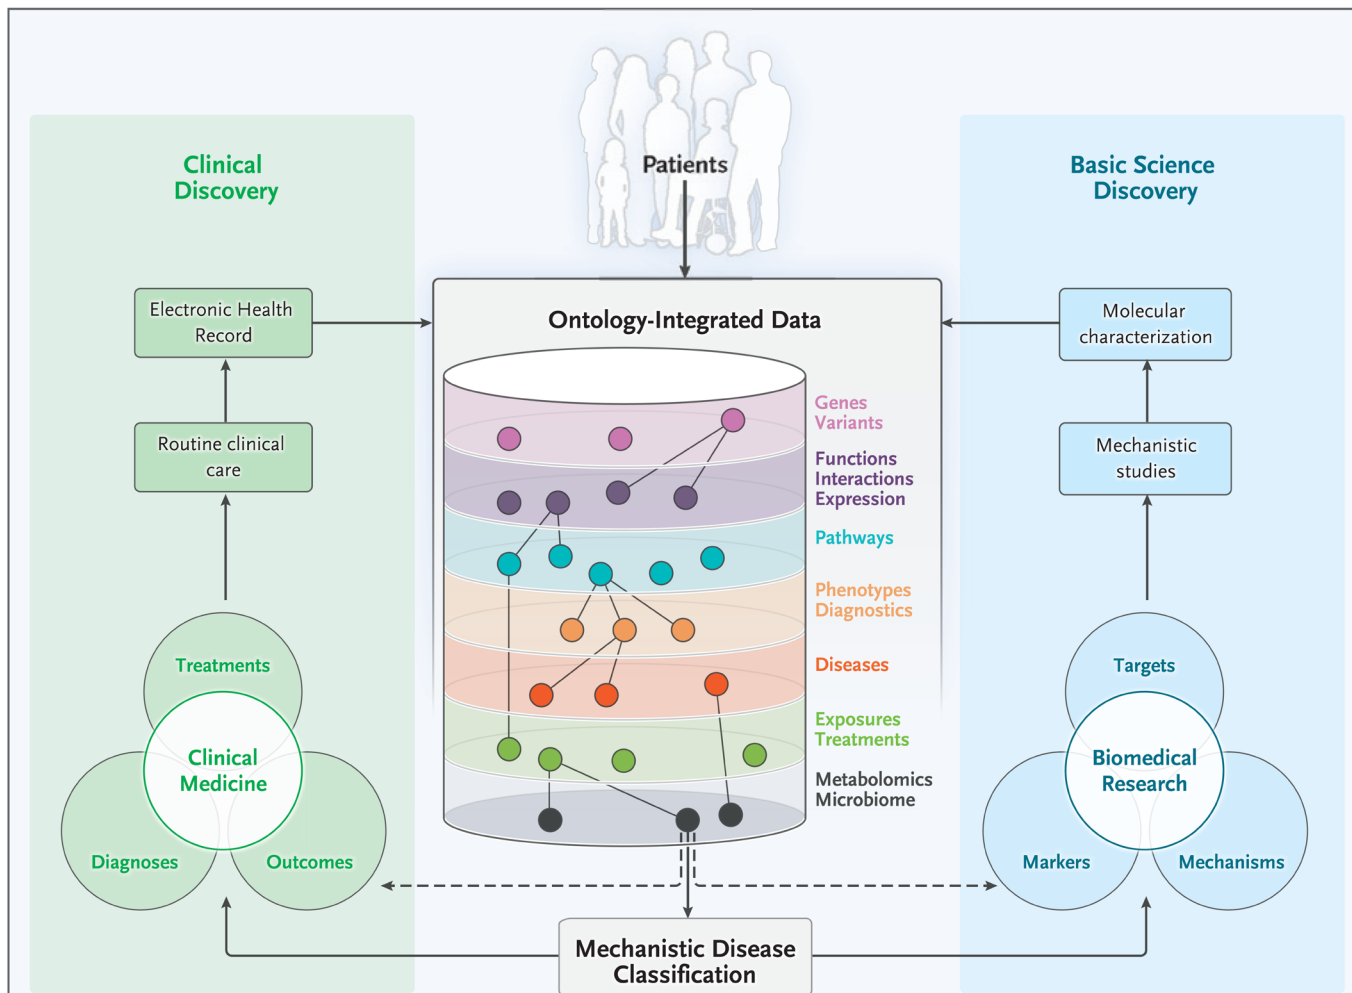 Patients
Clinical
Discovery
Basic Science
Discovery
Electronic Health
Record
Routine clinical
care
Treatments
Clinical
Medicine
Diagnoses
Outcomes
Ontology-Integrated Data
Genes
Variants
Functions
Interactions
Expression
Pathways
Phenotypes
Diagnostics
Diseases
Exposures
Treatments
Metabolomics
Microbiome
Molecular
characterization
Mechanistic
studies
Targets
Biomedical
Research
Markers
Mechanisms
Mechanistic Disease
Classification